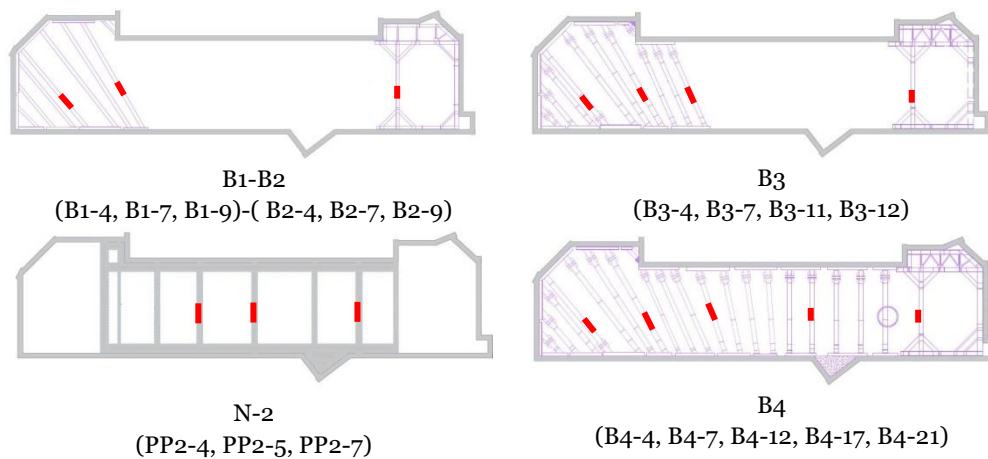 B1-B2
(B1-4, B1-7, B1-9)-( B2-4, B2-7, B2-9)
B3
(B3-4, B3-7, B3-11, B3-12)
N-2
(PP2-4, PP2-5, PP2-7)
B4
(B4-4, B4-7, B4-12, B4-17, B4-21)